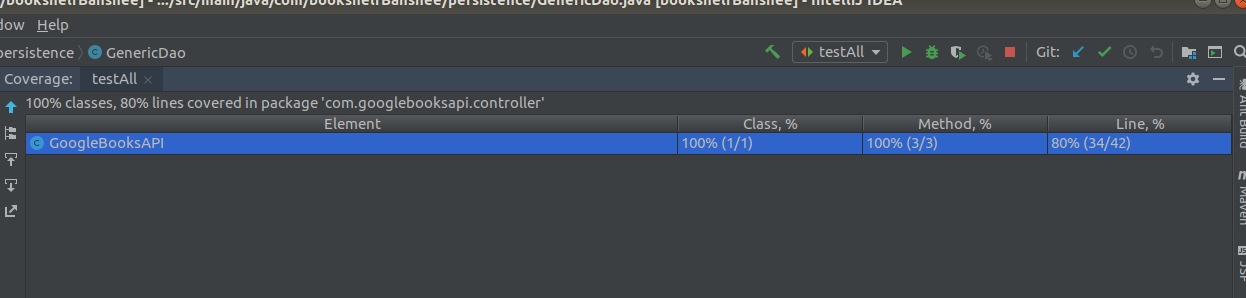 /bookshelfBanshee] - .../src/main/java/com/bookshelfBanshee/persistence/GenericDao.java [bookshelfBanshee] - IntelliJ IDEA
dow Help
persistence GenericDao testAll Git:
Coverage: testAll
100% classes, 80% lines covered in package 'com.googlebooksapi.controller'
Element Class, % Method, % Line, %
GoogleBooksAPI 100% (1/1) 100% (3/3) 80% (34/42)
Ant Build
Maven
JSF